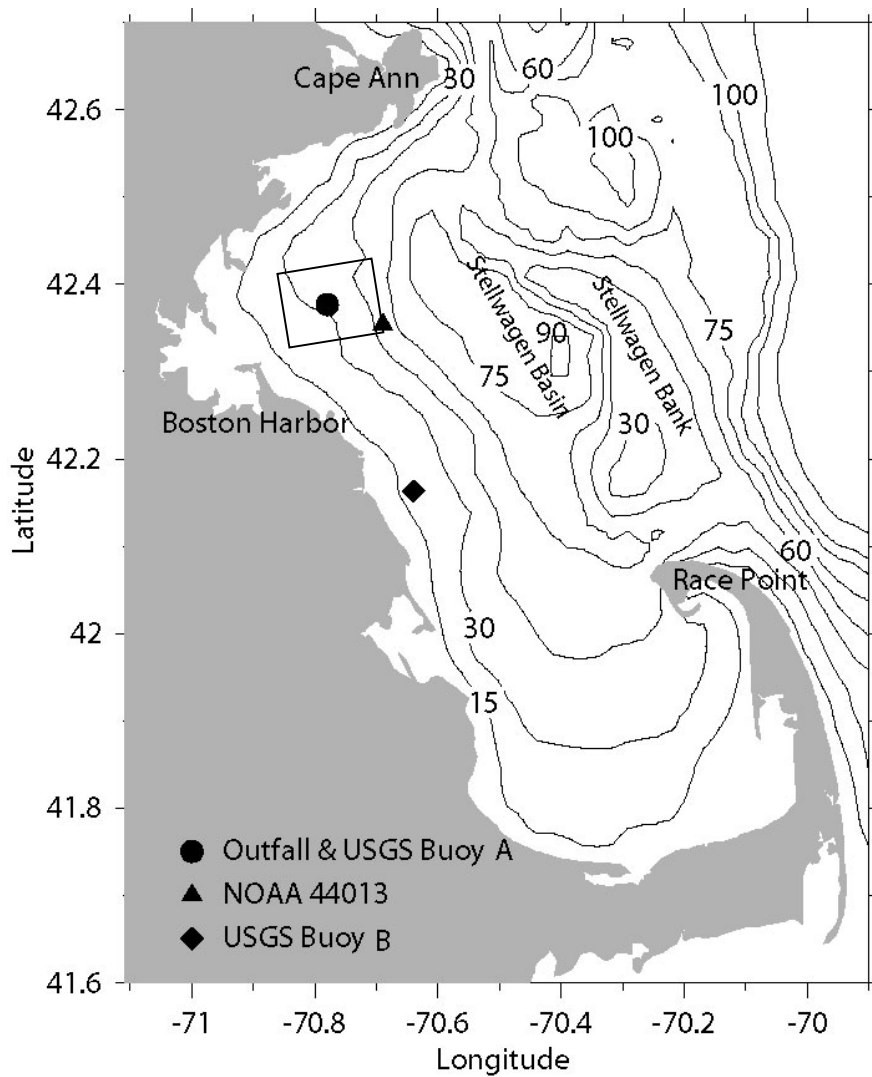 Cape Ann
30
60
100
100
42.6
42.4
Stellwagen Basin
Stellwagen Bank
90
75
75
Boston Harbor
30
42.2
Latitude
60
Race Point
30
42
15
41.8
Outfall & USGS Buoy A
NOAA 44013
USGS Buoy B
41.6
-71
-70.8
-70.6
-70.4
-70.2
-70
Longitude